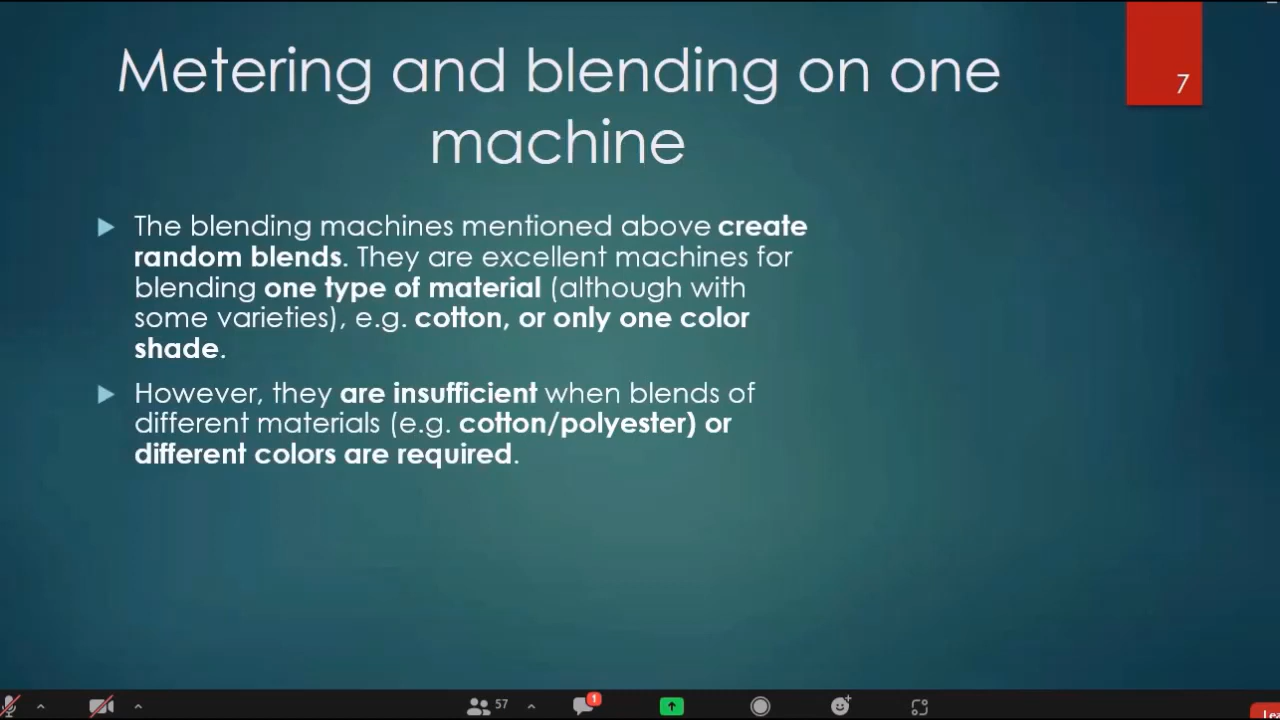 Metering and blending on one
machine
7
The blending machines mentioned above create
random blends. They are excellent machines for
blending one type of material (although with
some varieties), e.g. cotton, or only one color
shade.
However, they are insufficient when blends of
different materials (e.g. cotton/polyester) or
different colors are required.
57
1